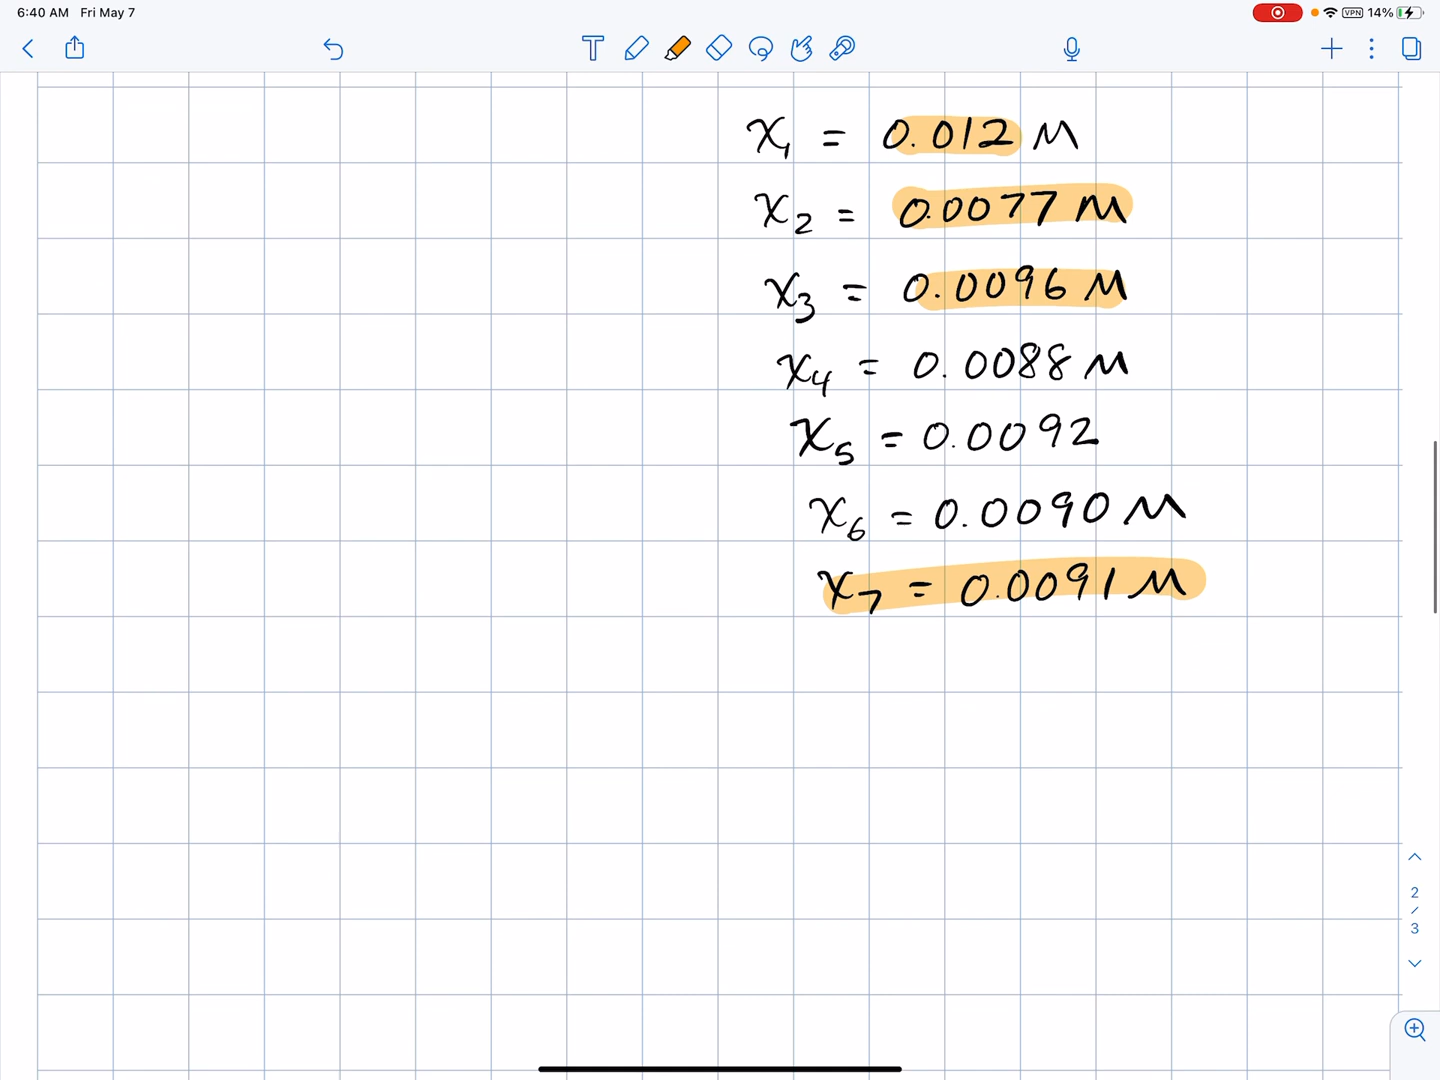 6:40 AM Fri May 7
VPN 14%
T
x₁ = 0.012 M
x₂ = 0.0077 M
x₃ = 0.0096 M
x₄ = 0.0088 M
x₅ = 0.0092
x₆ = 0.0090 M
x₇ = 0.0091 M
2
/
3